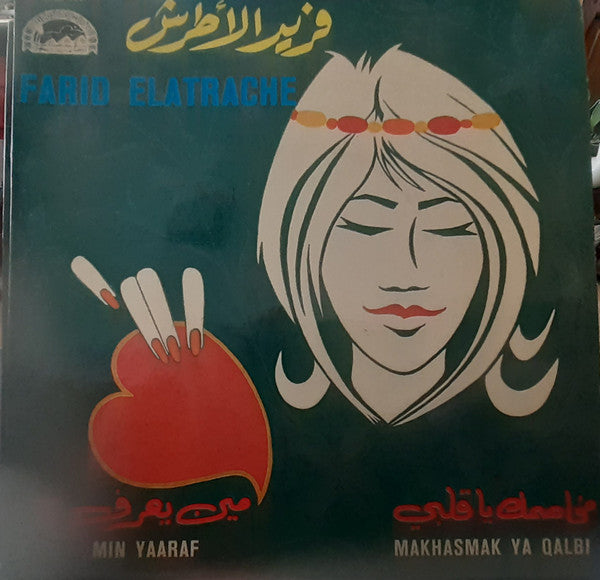 فريد الأطرش
FARID ELATRACHE
مين يعرف
مخاصمك يا قلبي
MIN YAARAF
MAKHASMAK YA QALBI